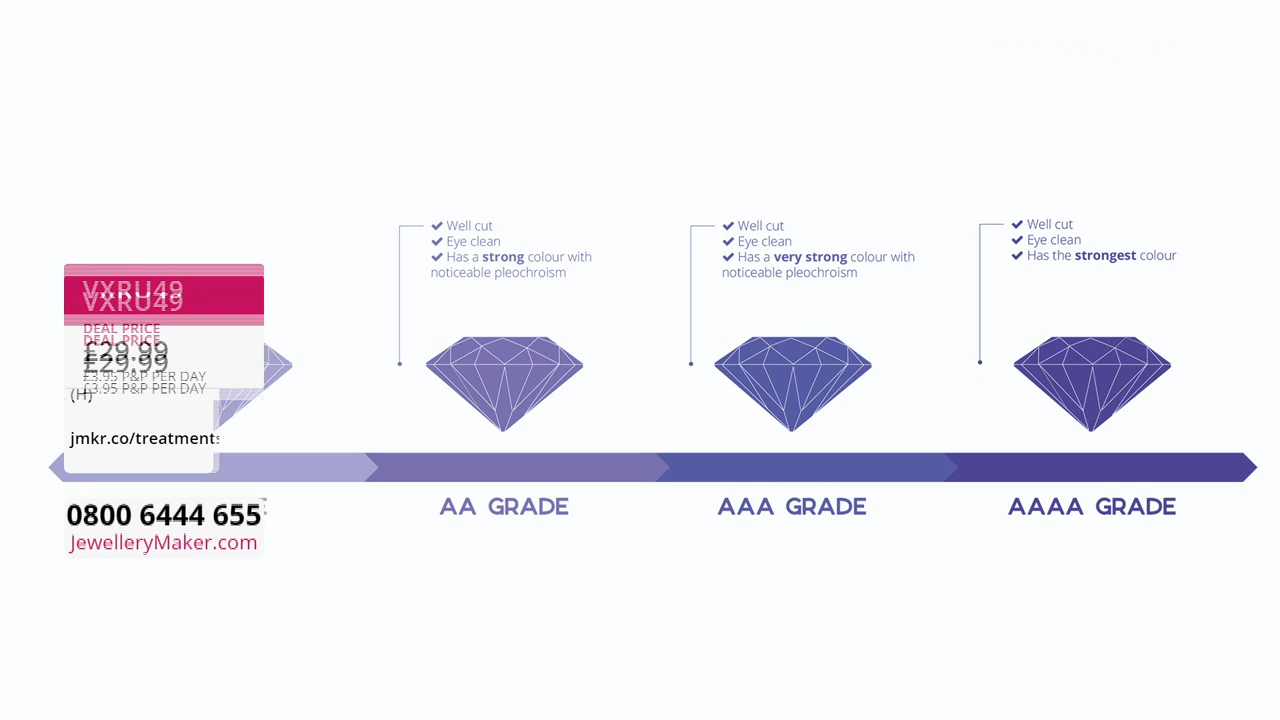 VXRU49
DEAL PRICE
£29.99
£3.95 P&P PER DAY
(H)
jmkr.co/treatments
0800 6444 655
JewelleryMaker.com
Well cut
Eye clean
Has a strong colour with
noticeable pleochroism
AA GRADE
Well cut
Eye clean
Has a very strong colour with
noticeable pleochroism
AAA GRADE
Well cut
Eye clean
Has the strongest colour
AAAA GRADE